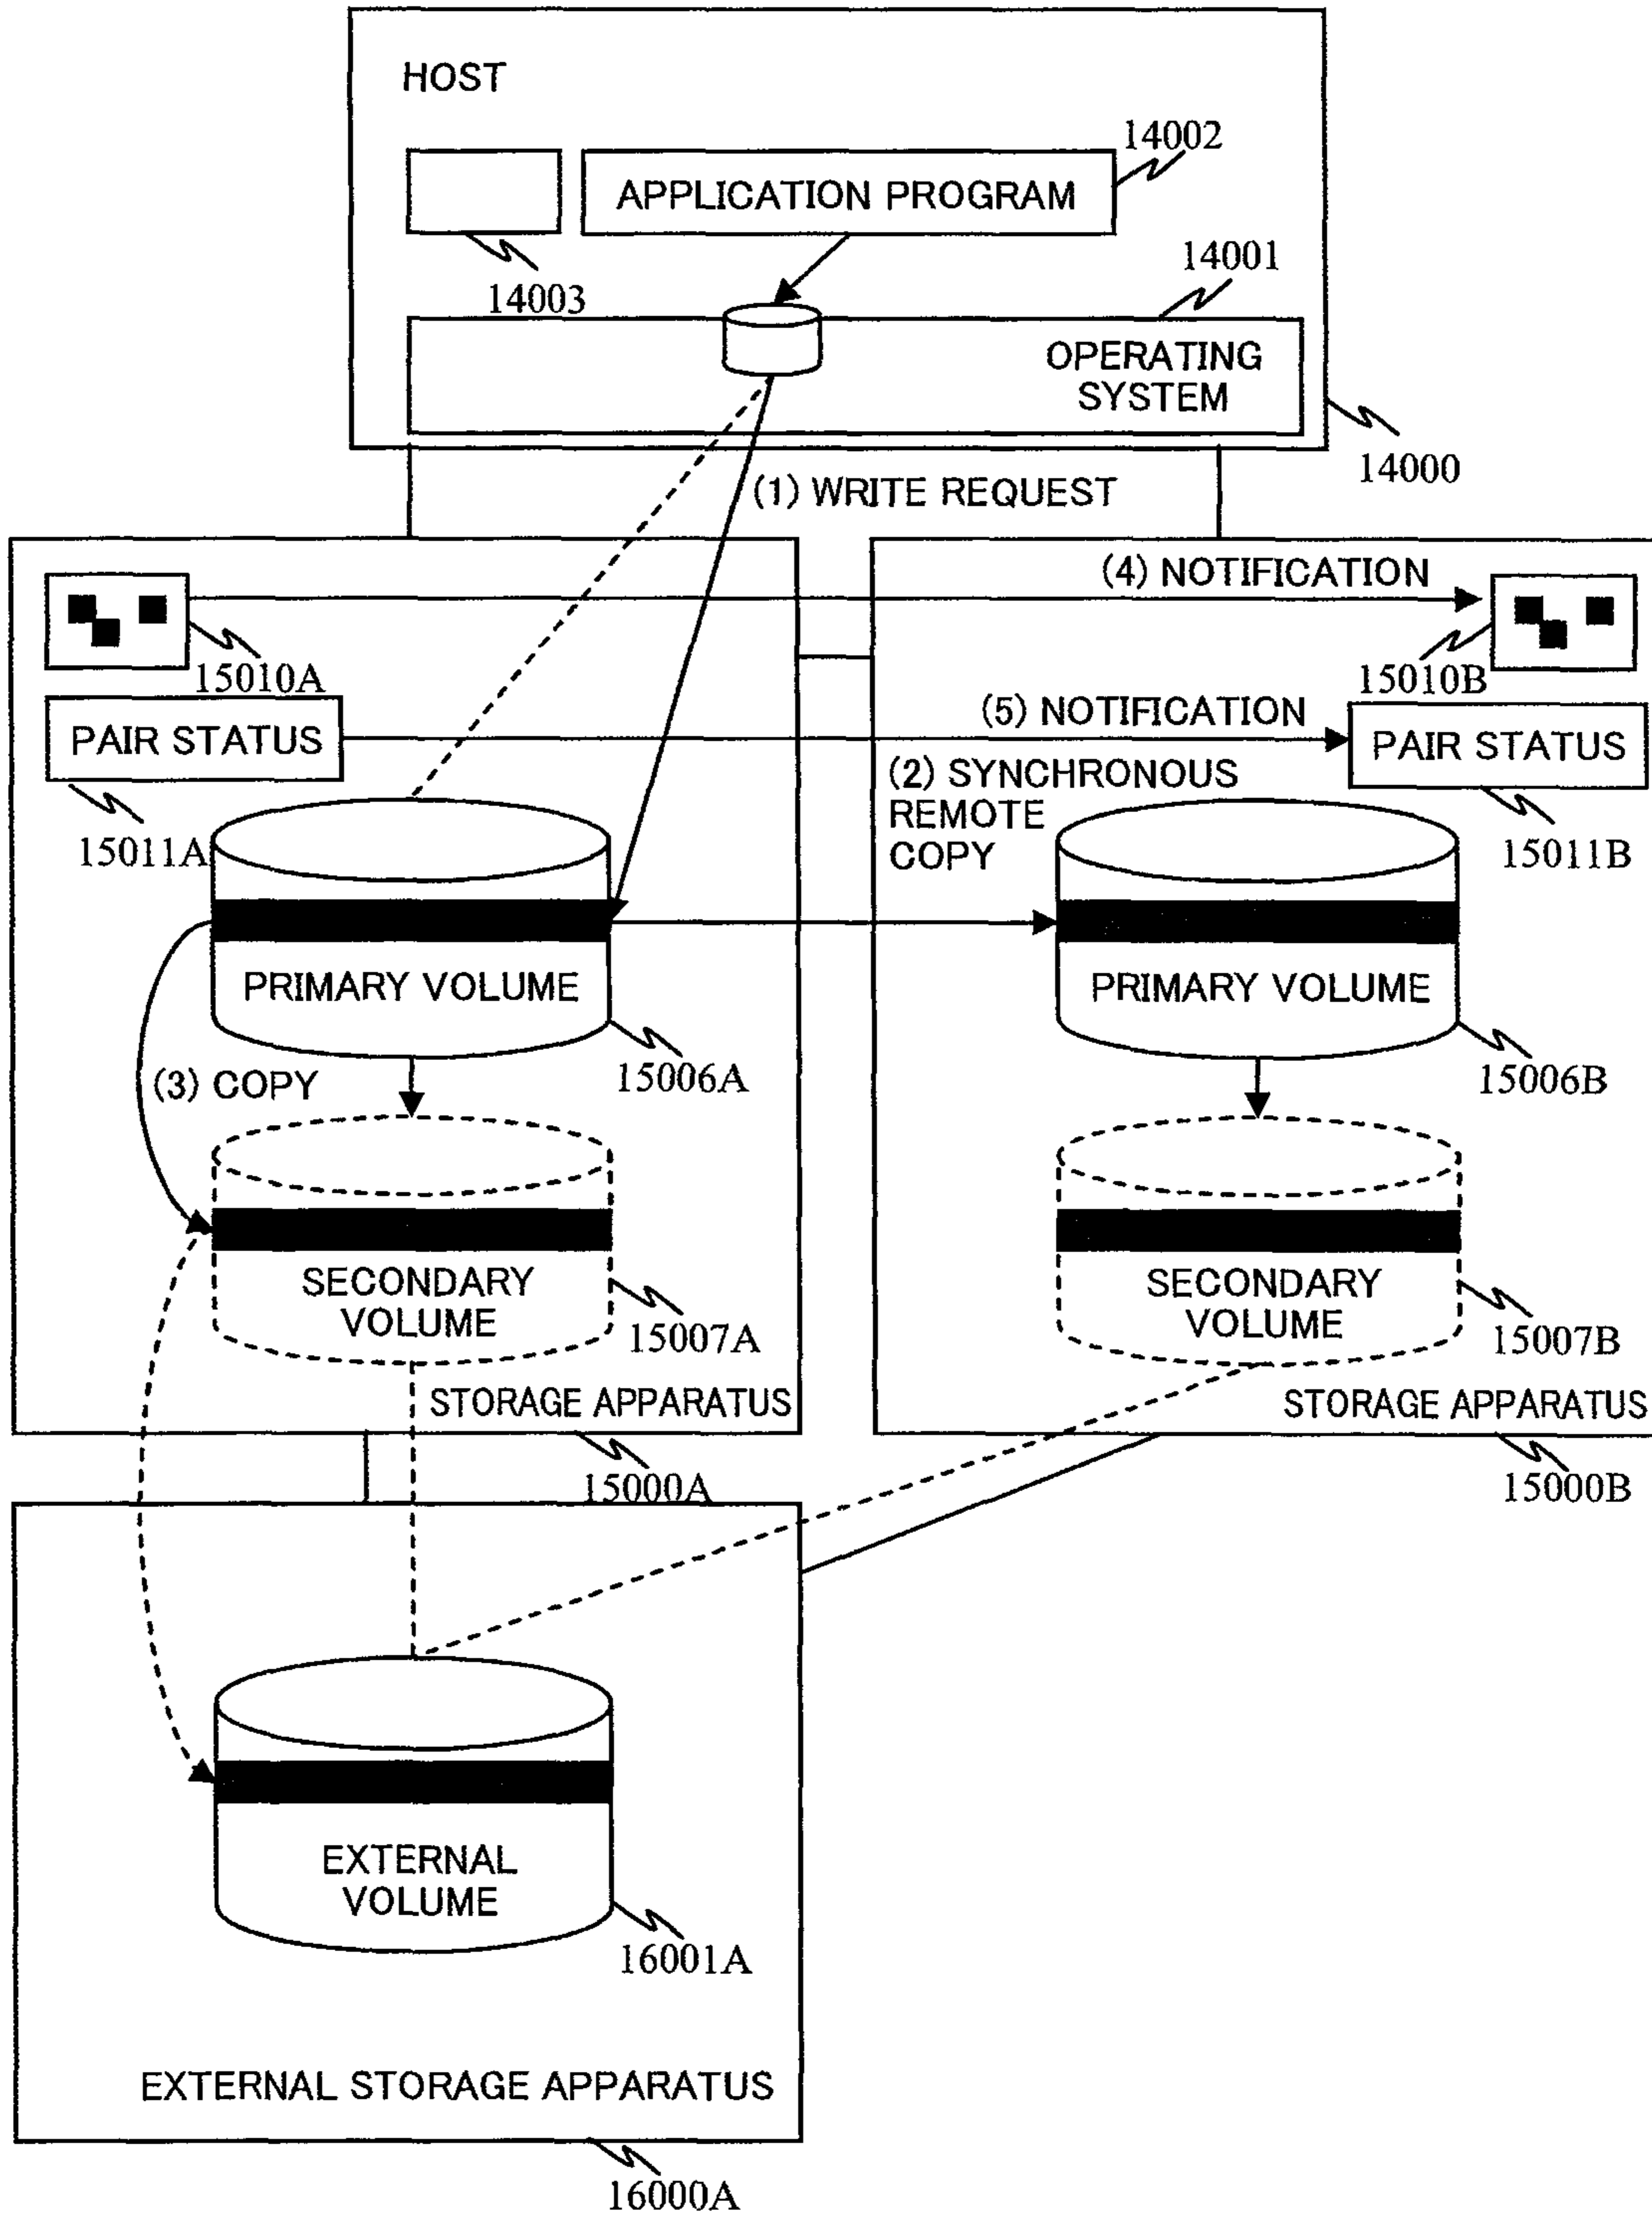 HOST
14002
APPLICATION PROGRAM
14001
14003
OPERATING
SYSTEM
14000
(1) WRITE REQUEST
(4) NOTIFICATION
15010A
15010B
(5) NOTIFICATION
PAIR STATUS
PAIR STATUS
(2) SYNCHRONOUS
REMOTE
COPY
15011A
15011B
PRIMARY VOLUME
PRIMARY VOLUME
15006A
15006B
(3) COPY
SECONDARY
VOLUME
SECONDARY
VOLUME
15007A
15007B
STORAGE APPARATUS
STORAGE APPARATUS
15000A
15000B
EXTERNAL
VOLUME
16001A
EXTERNAL STORAGE APPARATUS
16000A